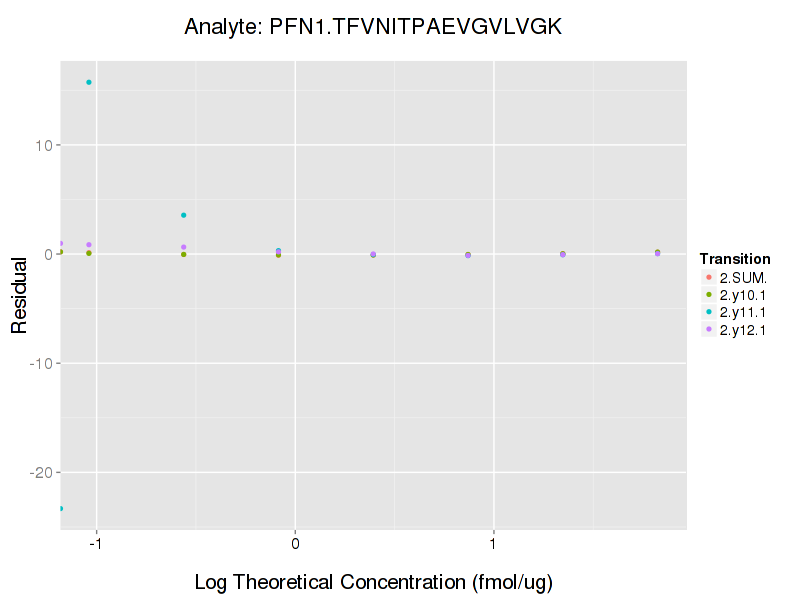 Analyte: PFN1.TFVNITPAEVGVLVGK
Residual
10
0
-10
-20
-1
0
1
Log Theoretical Concentration (fmol/ug)
Transition
2.SUM.
2.y10.1
2.y11.1
2.y12.1